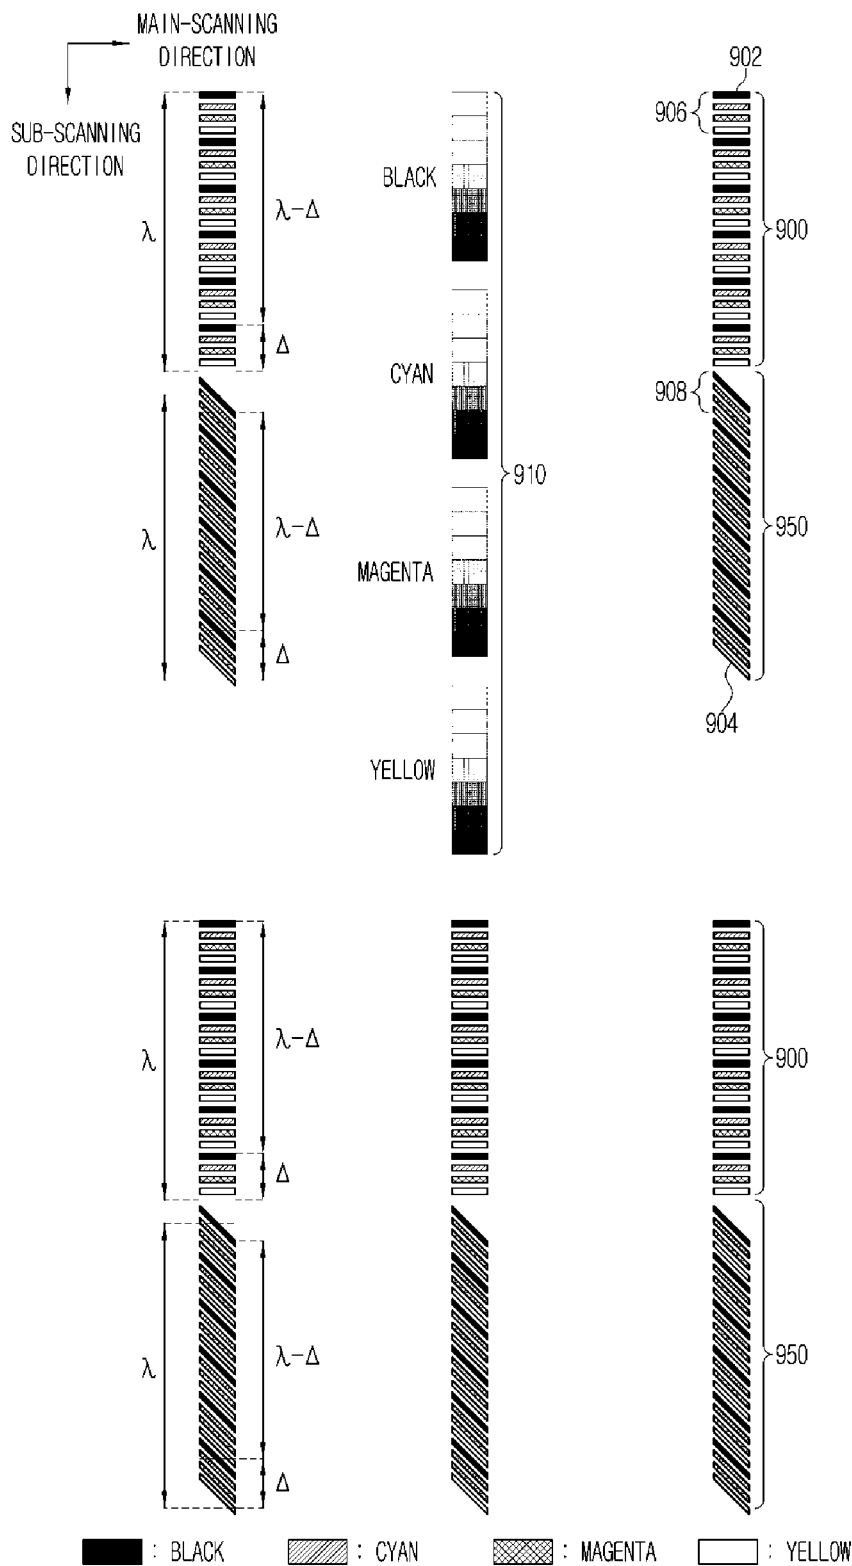 MAIN-SCANNING
DIRECTION
SUB-SCANNING
DIRECTION
λ
λ-Δ
Δ
λ
λ-Δ
Δ
BLACK
CYAN
MAGENTA
YELLOW
910
902
906
900
908
950
904
λ
λ-Δ
Δ
λ
λ-Δ
Δ
900
950
: BLACK
: CYAN
: MAGENTA
: YELLOW